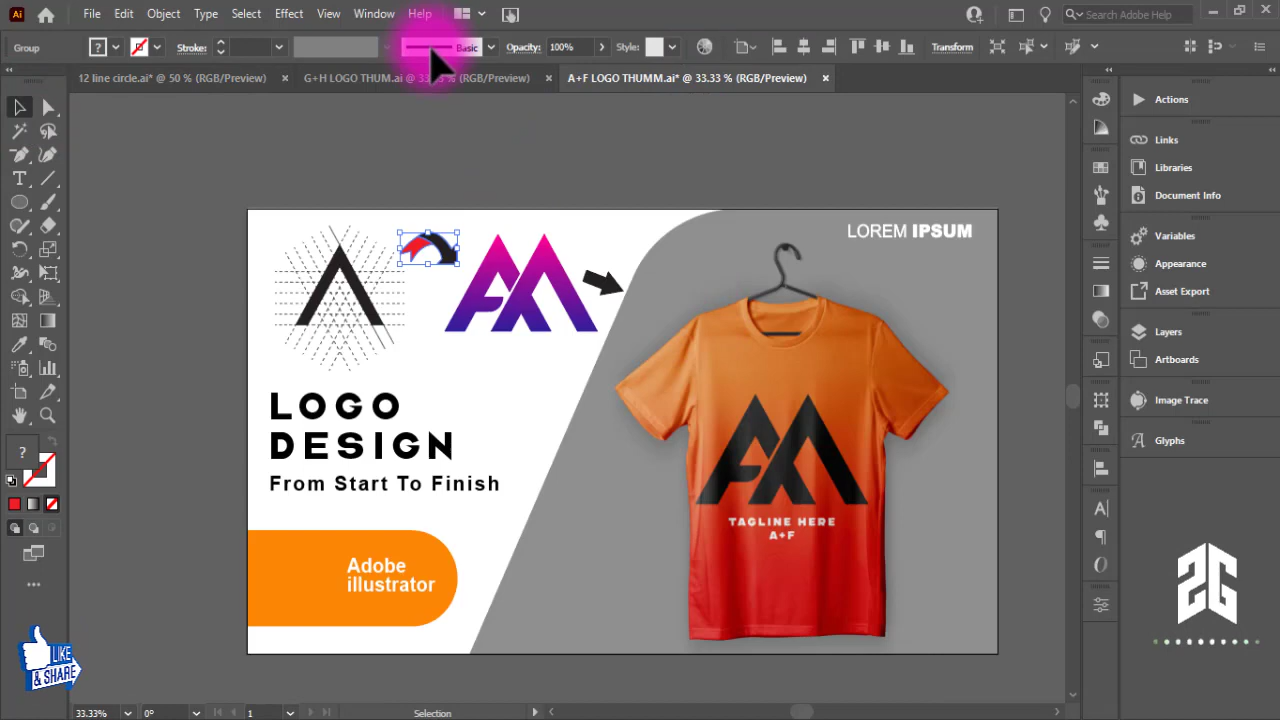 Ai File Edit Object Type Select Effect View Window Help Search Adobe Help
Group ? Stroke: Basic Opacity: 100% Style: Transform
12 line circle.ai* @ 50 % (RGB/Preview) G+H LOGO THUM.ai @ 33.33 % (RGB/Preview) A+F LOGO THUMM.ai* @ 33.33 % (RGB/Preview)
Actions
Links
Libraries
Document Info
Variables
Appearance
Asset Export
Layers
Artboards
Image Trace
Glyphs
LOREM IPSUM
LOGO
DESIGN
From Start To Finish
Adobe
illustrator
TAGLINE HERE
A+F
?
LIKE
& SHARE
33.33% 0° 1 Selection